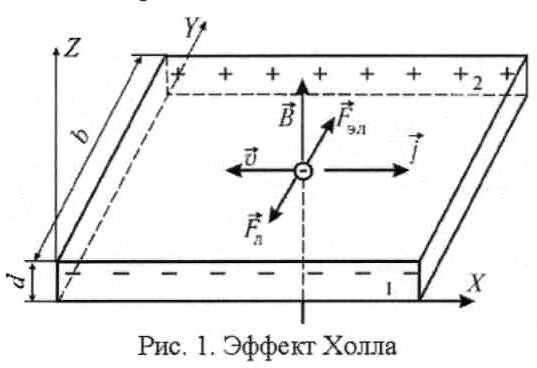 Y
Z
+ + + + + + + +
2
b
B⃗
F⃗эл
υ⃗
−
j⃗
F⃗л
d
− − − − − − − −
1
X
Рис. 1. Эффект Холла